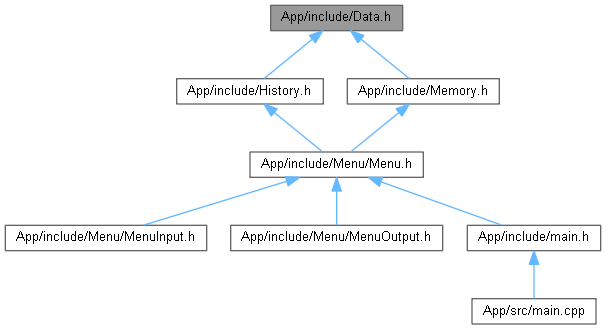 App/include/Data.h
App/include/History.h
App/include/Memory.h
App/include/Menu/Menu.h
App/include/Menu/MenuInput.h
App/include/Menu/MenuOutput.h
App/include/main.h
App/src/main.cpp